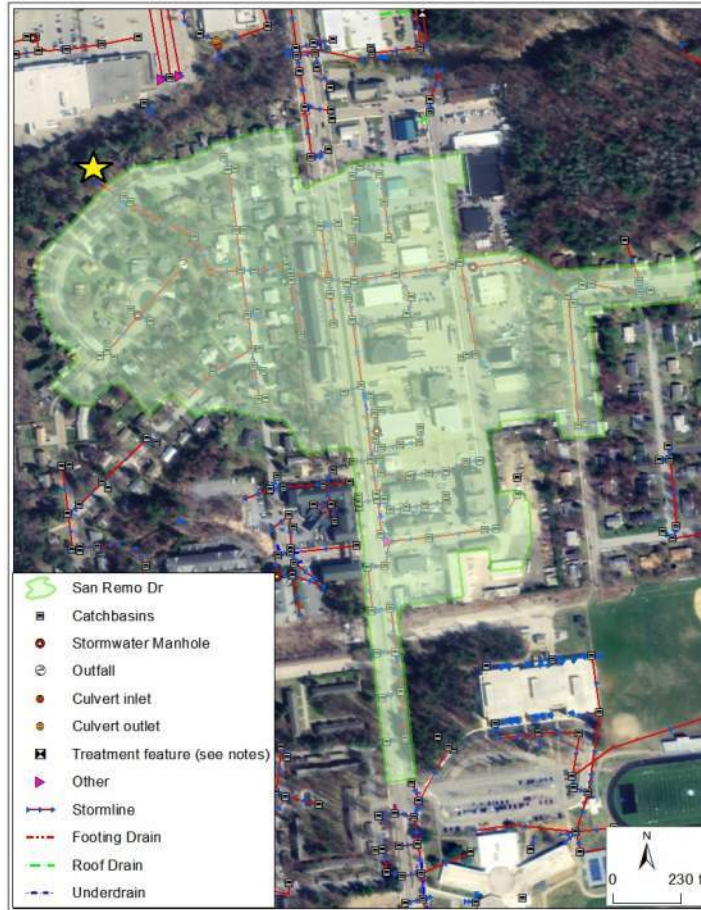 San Remo Dr
Catchbasins
Stormwater Manhole
Outfall
Culvert inlet
Culvert outlet
Treatment feature (see notes)
Other
Stormline
Footing Drain
Roof Drain
Underdrain
N
0 230 f